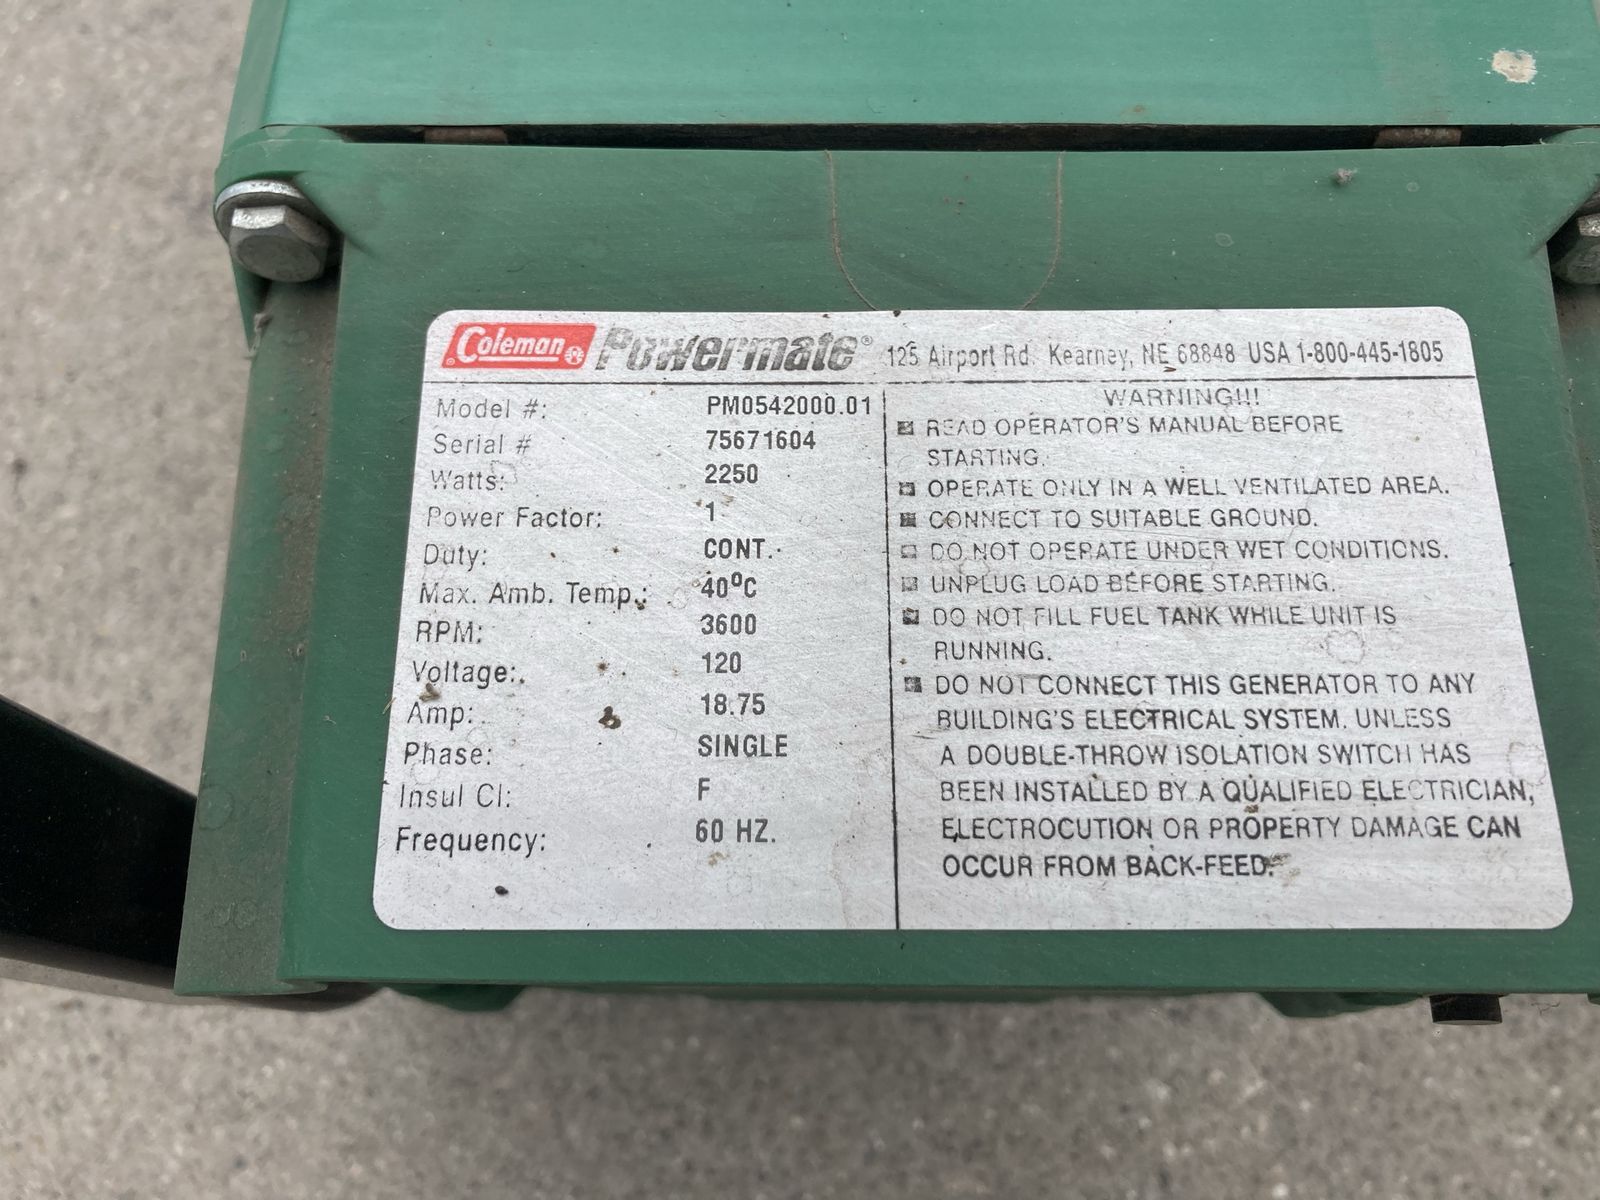 Coleman® Powermate® 125 Airport Rd. Kearney, NE 68848 USA 1-800-445-1805
Model #: PM0542000.01
Serial # 75671604
Watts: 2250
Power Factor: 1
Duty: CONT.
Max. Amb. Temp.: 40ºC
RPM: 3600
Voltage: 120
Amp: 18.75
Phase: SINGLE
Insul Cl: F
Frequency: 60 HZ.
WARNING!!!
READ OPERATOR'S MANUAL BEFORE
STARTING.
OPERATE ONLY IN A WELL VENTILATED AREA.
CONNECT TO SUITABLE GROUND.
DO NOT OPERATE UNDER WET CONDITIONS.
UNPLUG LOAD BEFORE STARTING.
DO NOT FILL FUEL TANK WHILE UNIT IS
RUNNING.
DO NOT CONNECT THIS GENERATOR TO ANY
BUILDING'S ELECTRICAL SYSTEM. UNLESS
A DOUBLE-THROW ISOLATION SWITCH HAS
BEEN INSTALLED BY A QUALIFIED ELECTRICIAN,
ELECTROCUTION OR PROPERTY DAMAGE CAN
OCCUR FROM BACK-FEED.